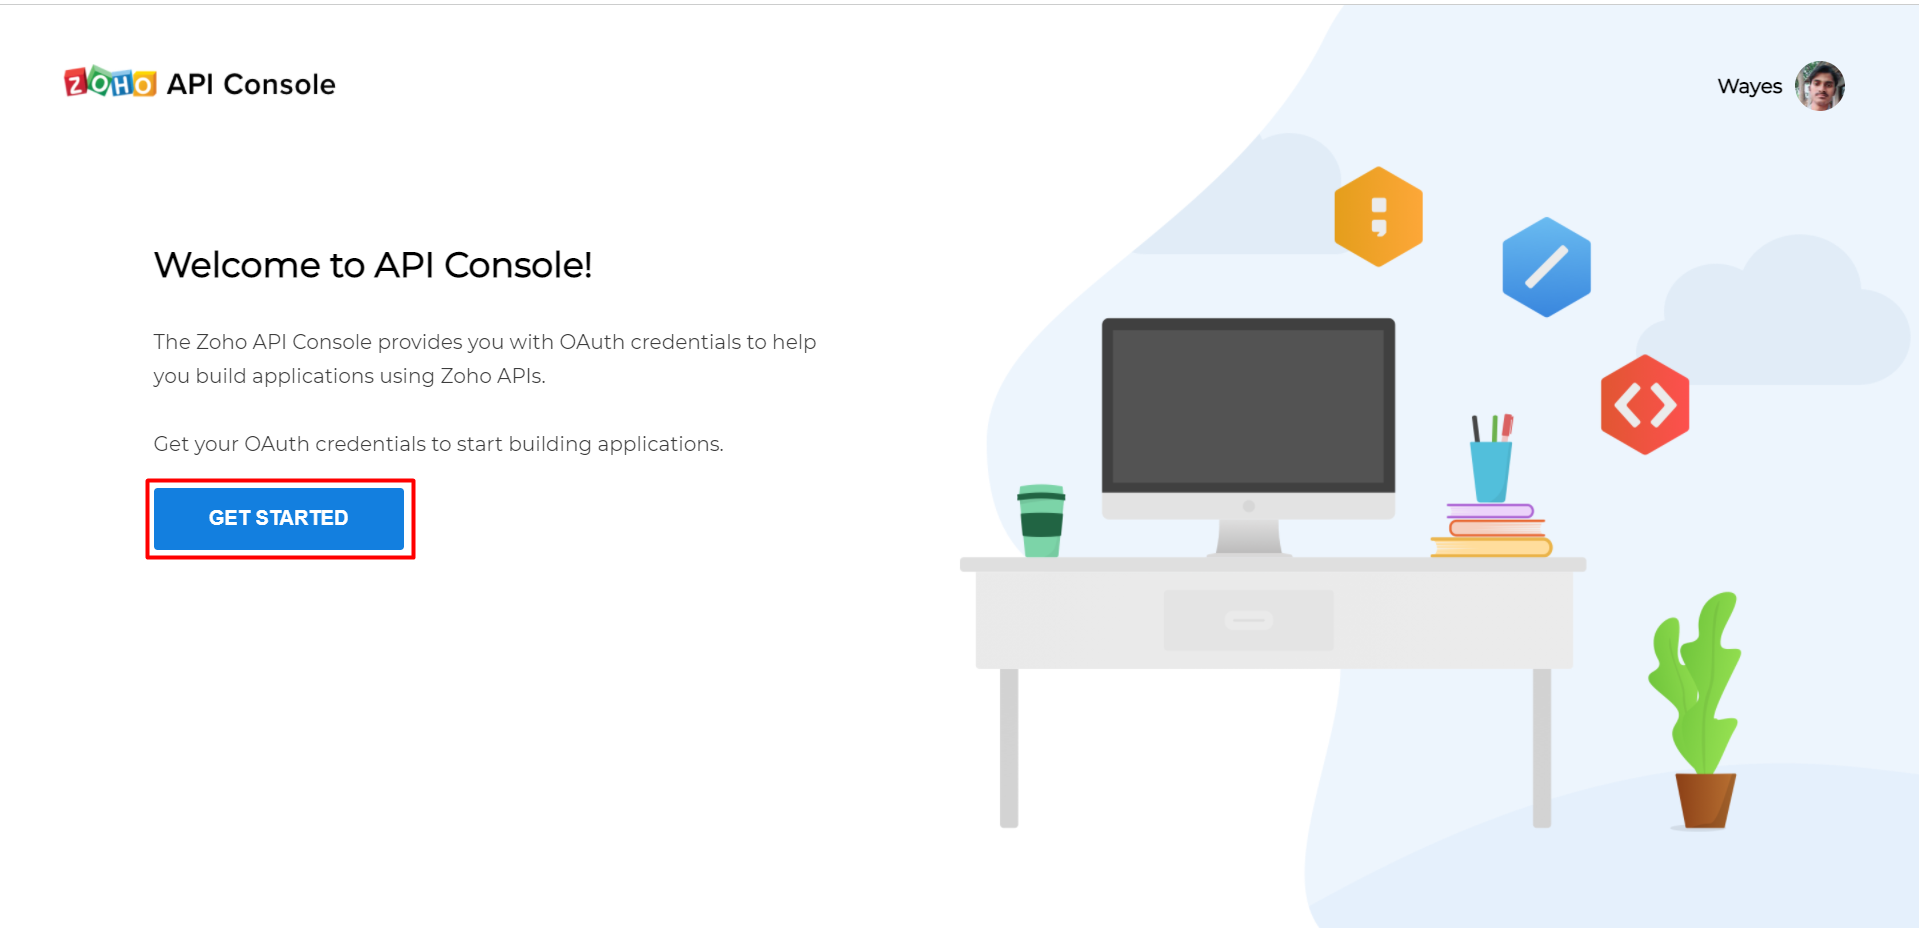 ZOHO API Console
Wayes
Welcome to API Console!
The Zoho API Console provides you with OAuth credentials to help
you build applications using Zoho APIs.
Get your OAuth credentials to start building applications.
GET STARTED